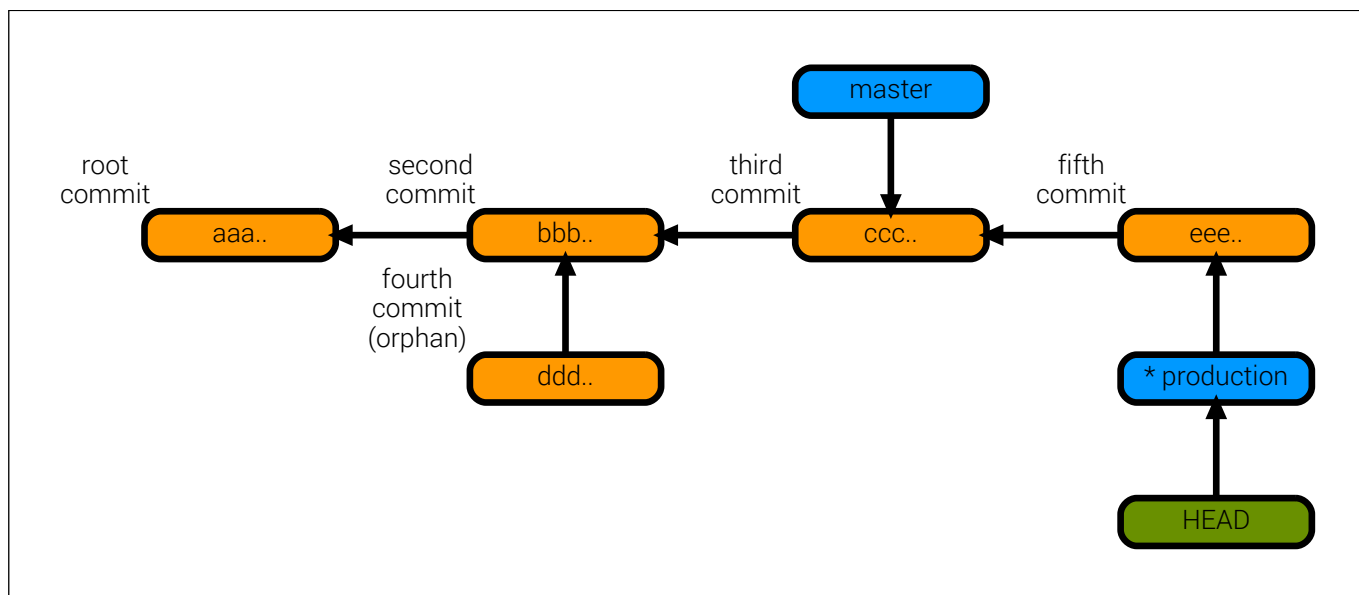 master
root
commit
second
commit
third
commit
fifth
commit
aaa..
bbb..
ccc..
eee..
fourth
commit
(orphan)
ddd..
* production
HEAD